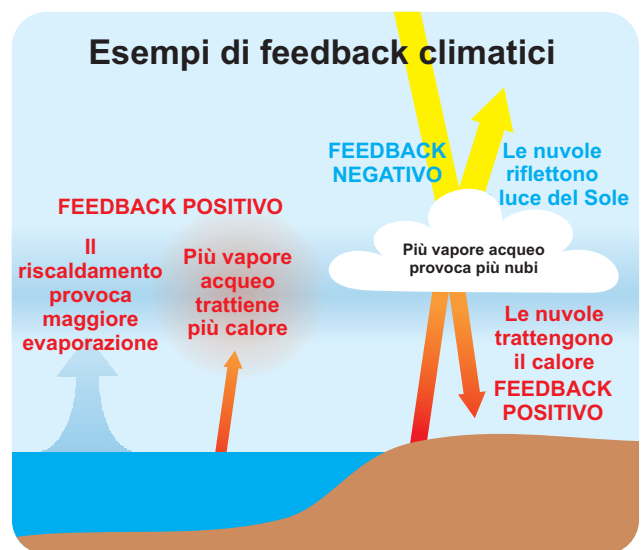 Esempi di feedback climatici
FEEDBACK
NEGATIVO
Le nuvole
riflettono
luce del Sole
FEEDBACK POSITIVO
Il
riscaldamento
provoca
maggiore
evaporazione
Più vapore
acqueo
trattiene
più calore
Più vapore acqueo
provoca più nubi
Le nuvole
trattengono
il calore
FEEDBACK
POSITIVO